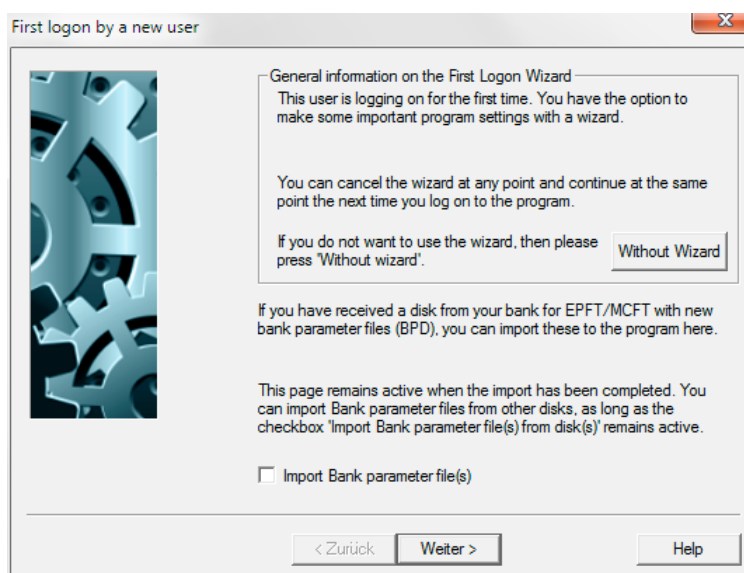 First logon by a new user
General information on the First Logon Wizard
This user is logging on for the first time. You have the option to
make some important program settings with a wizard.
You can cancel the wizard at any point and continue at the same
point the next time you log on to the program.
If you do not want to use the wizard, then please
press 'Without wizard'.
Without Wizard
If you have received a disk from your bank for EPFT/MCFT with new
bank parameter files (BPD), you can import these to the program here.
This page remains active when the import has been completed. You
can import Bank parameter files from other disks, as long as the
checkbox 'Import Bank parameter file(s) from disk(s)' remains active.
Import Bank parameter file(s)
< Zurück
Weiter >
Help